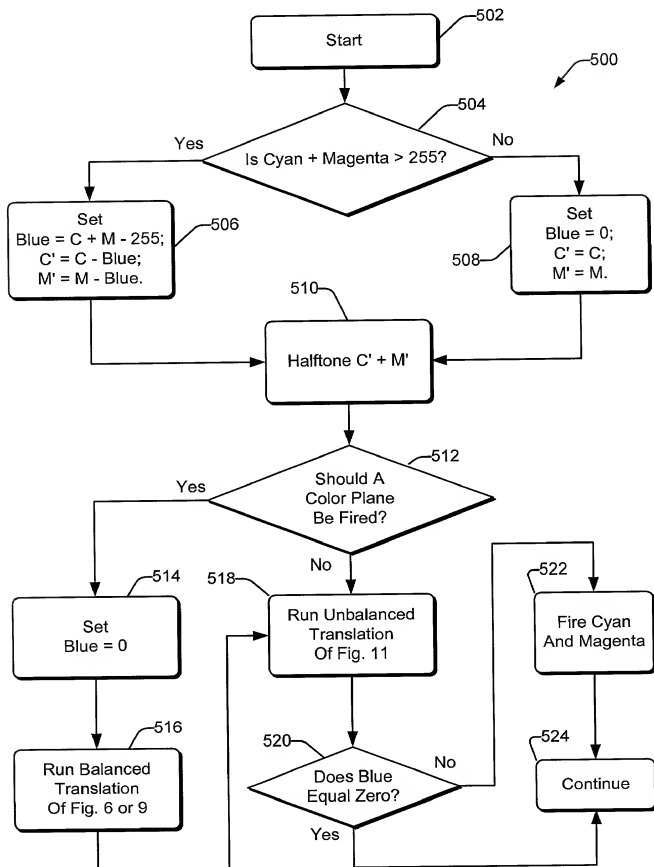 502
Start
500
504
Yes
No
Is Cyan + Magenta > 255?
Set
Blue = C + M - 255;
C' = C - Blue;
M' = M - Blue.
506
Set
Blue = 0;
C' = C;
M' = M.
508
510
Halftone C' + M'
512
Yes
Should A
Color Plane
Be Fired?
No
514
Set
Blue = 0
518
Run Unbalanced
Translation
Of Fig. 11
522
Fire Cyan
And Magenta
516
Run Balanced
Translation
Of Fig. 6 or 9
520
No
Does Blue
Equal Zero?
Yes
524
Continue